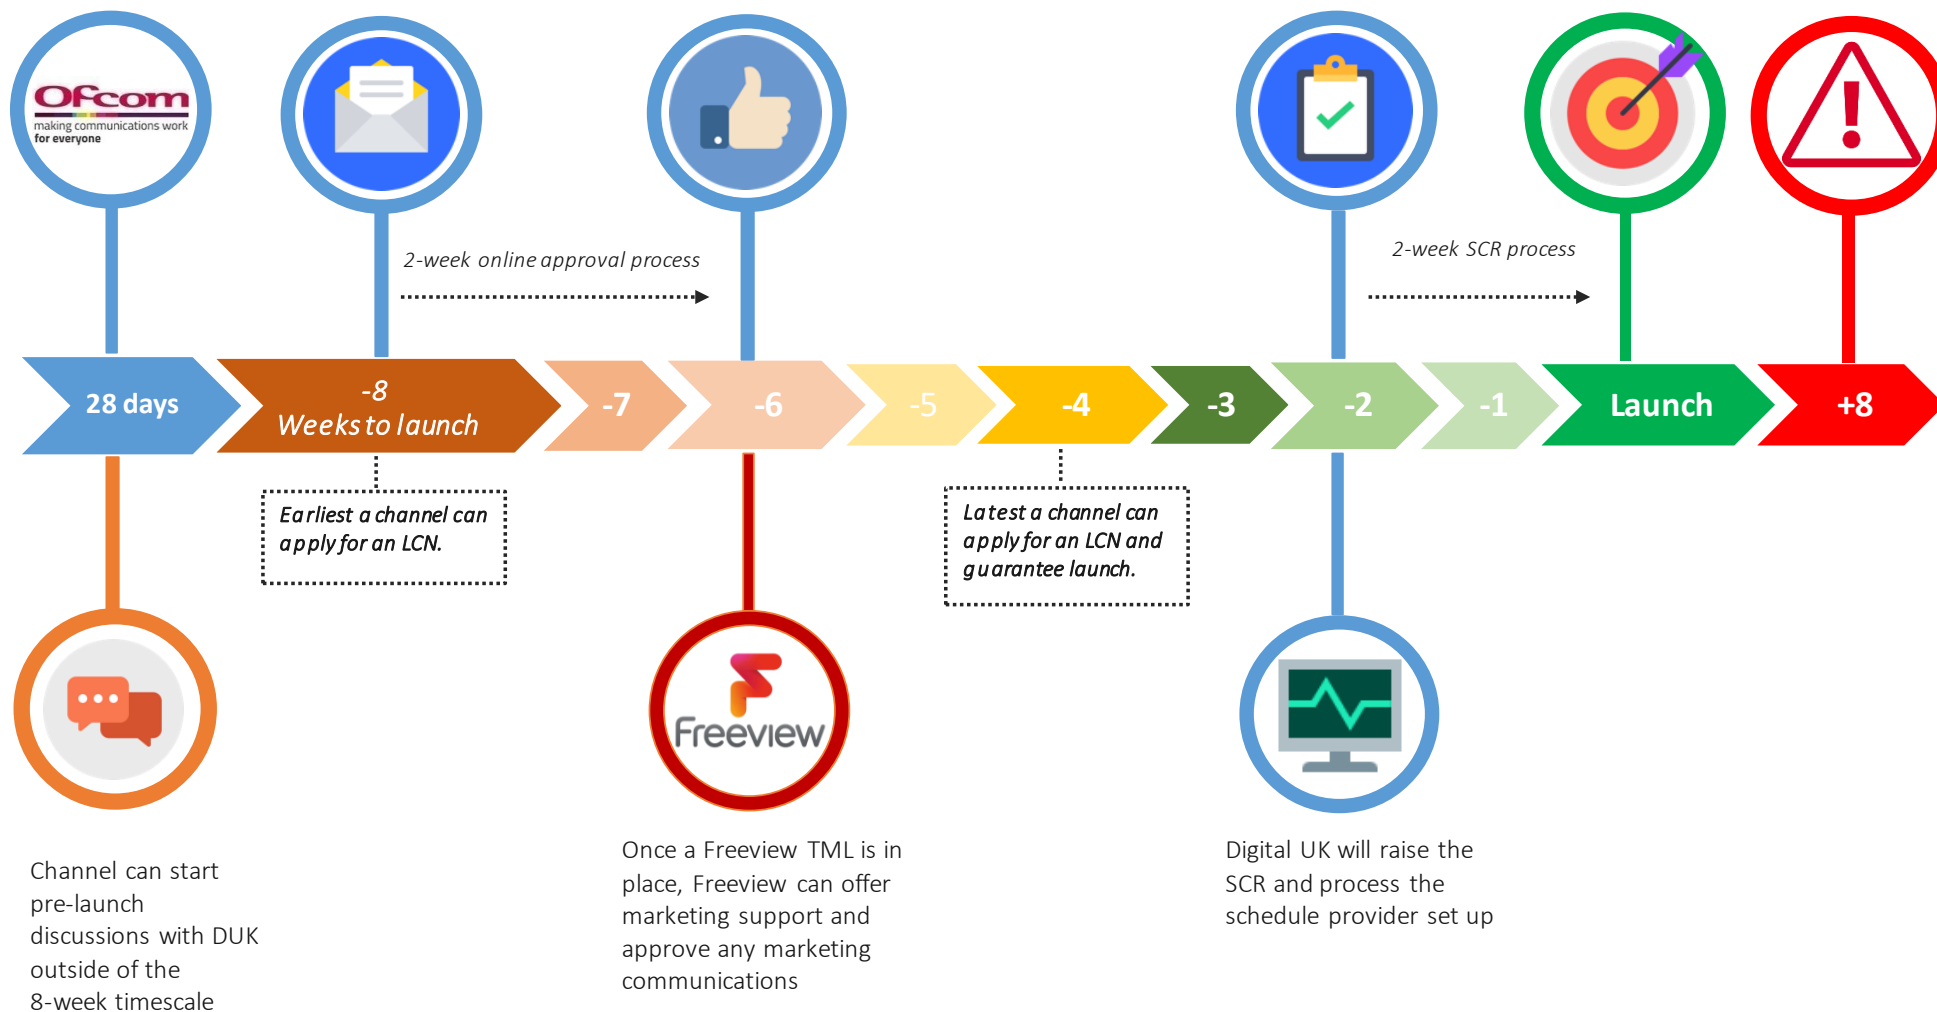 Ofcom
making communications work
for everyone
2-week online approval process
2-week SCR process
28 days
-8
Weeks to launch
-7
-6
-5
-4
-3
-2
-1
Launch
+8
Earliest a channel can
apply for an LCN.
Latest a channel can
apply for an LCN and
guarantee launch.
Freeview
Channel can start
pre-launch
discussions with DUK
outside of the
8-week timescale
Once a Freeview TML is in
place, Freeview can offer
marketing support and
approve any marketing
communications
Digital UK will raise the
SCR and process the
schedule provider set up